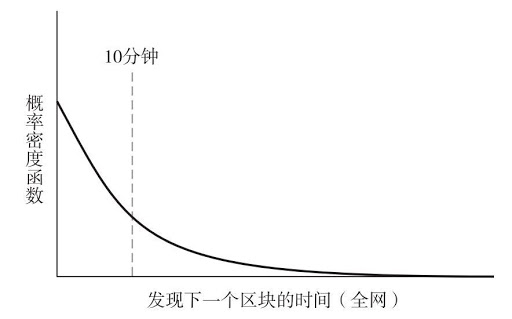 10分钟
概率密度函数
发现下一个区块的时间（全网）